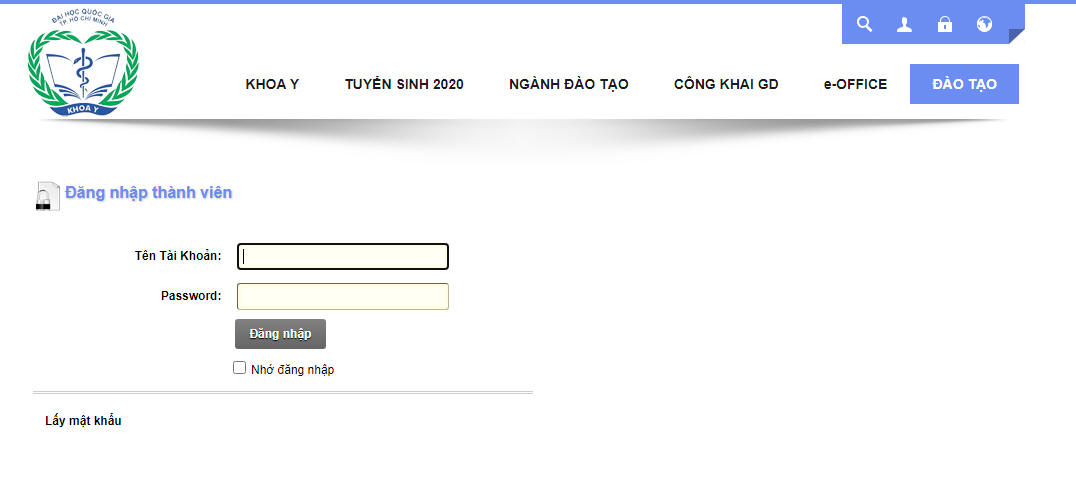 ĐẠI HỌC QUỐC GIA
TP. HỒ CHÍ MINH
KHOA Y
KHOA Y
TUYỂN SINH 2020
NGÀNH ĐÀO TẠO
CÔNG KHAI GD
e-OFFICE
ĐÀO TẠO
Đăng nhập thành viên
Tên Tài Khoản:
Password:
Đăng nhập
Nhớ đăng nhập
Lấy mật khẩu